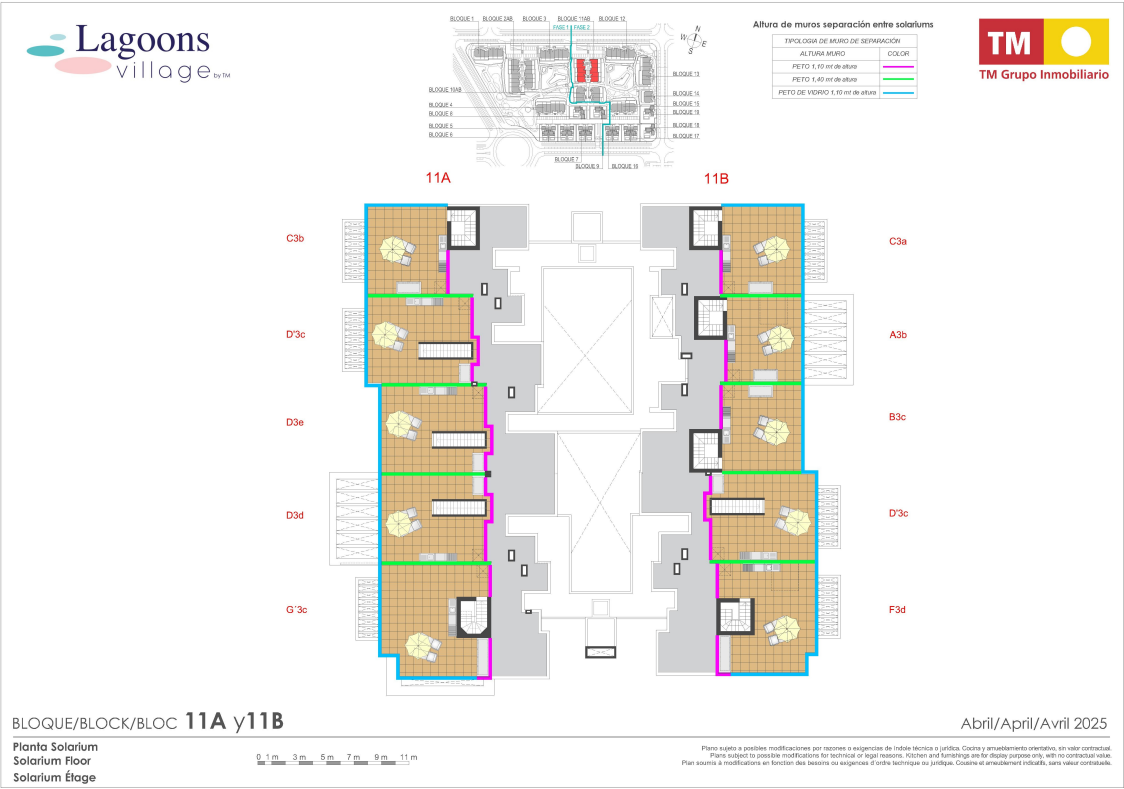 Lagoons
village by TM
BLOQUE 1
BLOQUE 2AB
BLOQUE 3
BLOQUE 11AB
BLOQUE 12
FASE 1
FASE 2
N
W
E
S
BLOQUE 13
BLOQUE 10AB
BLOQUE 14
BLOQUE 4
BLOQUE 15
BLOQUE 8
BLOQUE 19
BLOQUE 5
BLOQUE 18
BLOQUE 6
BLOQUE 17
BLOQUE 7
BLOQUE 9
BLOQUE 16
Altura de muros separación entre solariums
TIPOLOGIA DE MURO DE SEPARACIÓN
ALTURA MURO COLOR
PETO 1,10 mt de altura
PETO 1,40 mt de altura
PETO DE VIDRIO 1,10 mt de altura
TM
TM Grupo Inmobiliario
11A
11B
C3b
C3a
D'3c
A3b
D3e
B3c
D3d
D'3c
G´3c
F3d
BLOQUE/BLOCK/BLOC 11A y11B
Abril/April/Avril 2025
Planta Solarium
Solarium Floor
Solarium Étage
0 1 m 3 m 5 m 7 m 9 m 11 m
Plano sujeto a posibles modificaciones por razones o exigencias de índole técnica o jurídica. Cocina y amueblamiento orientativo, sin valor contractual.
Plans subject to possible modifications for technical or legal reasons. Kitchen and furnishings are for display purpose only, with no contractual value.
Plan soumis à modifications en fonction des besoins ou exigences d'ordre technique ou juridique. Cousine et ameublement indicatifs, sans valeur contratuelle.